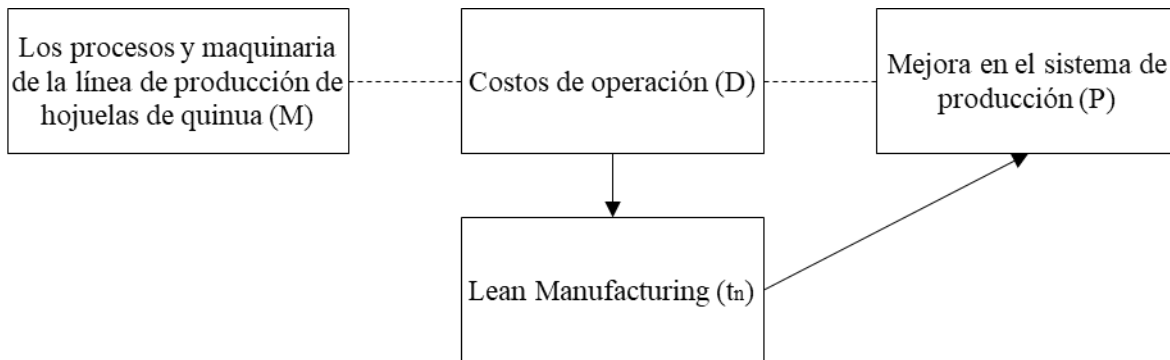 Los procesos y maquinaria
de la línea de producción de
hojuelas de quinua (M)
Costos de operación (D)
Mejora en el sistema de
producción (P)
Lean Manufacturing (tn)